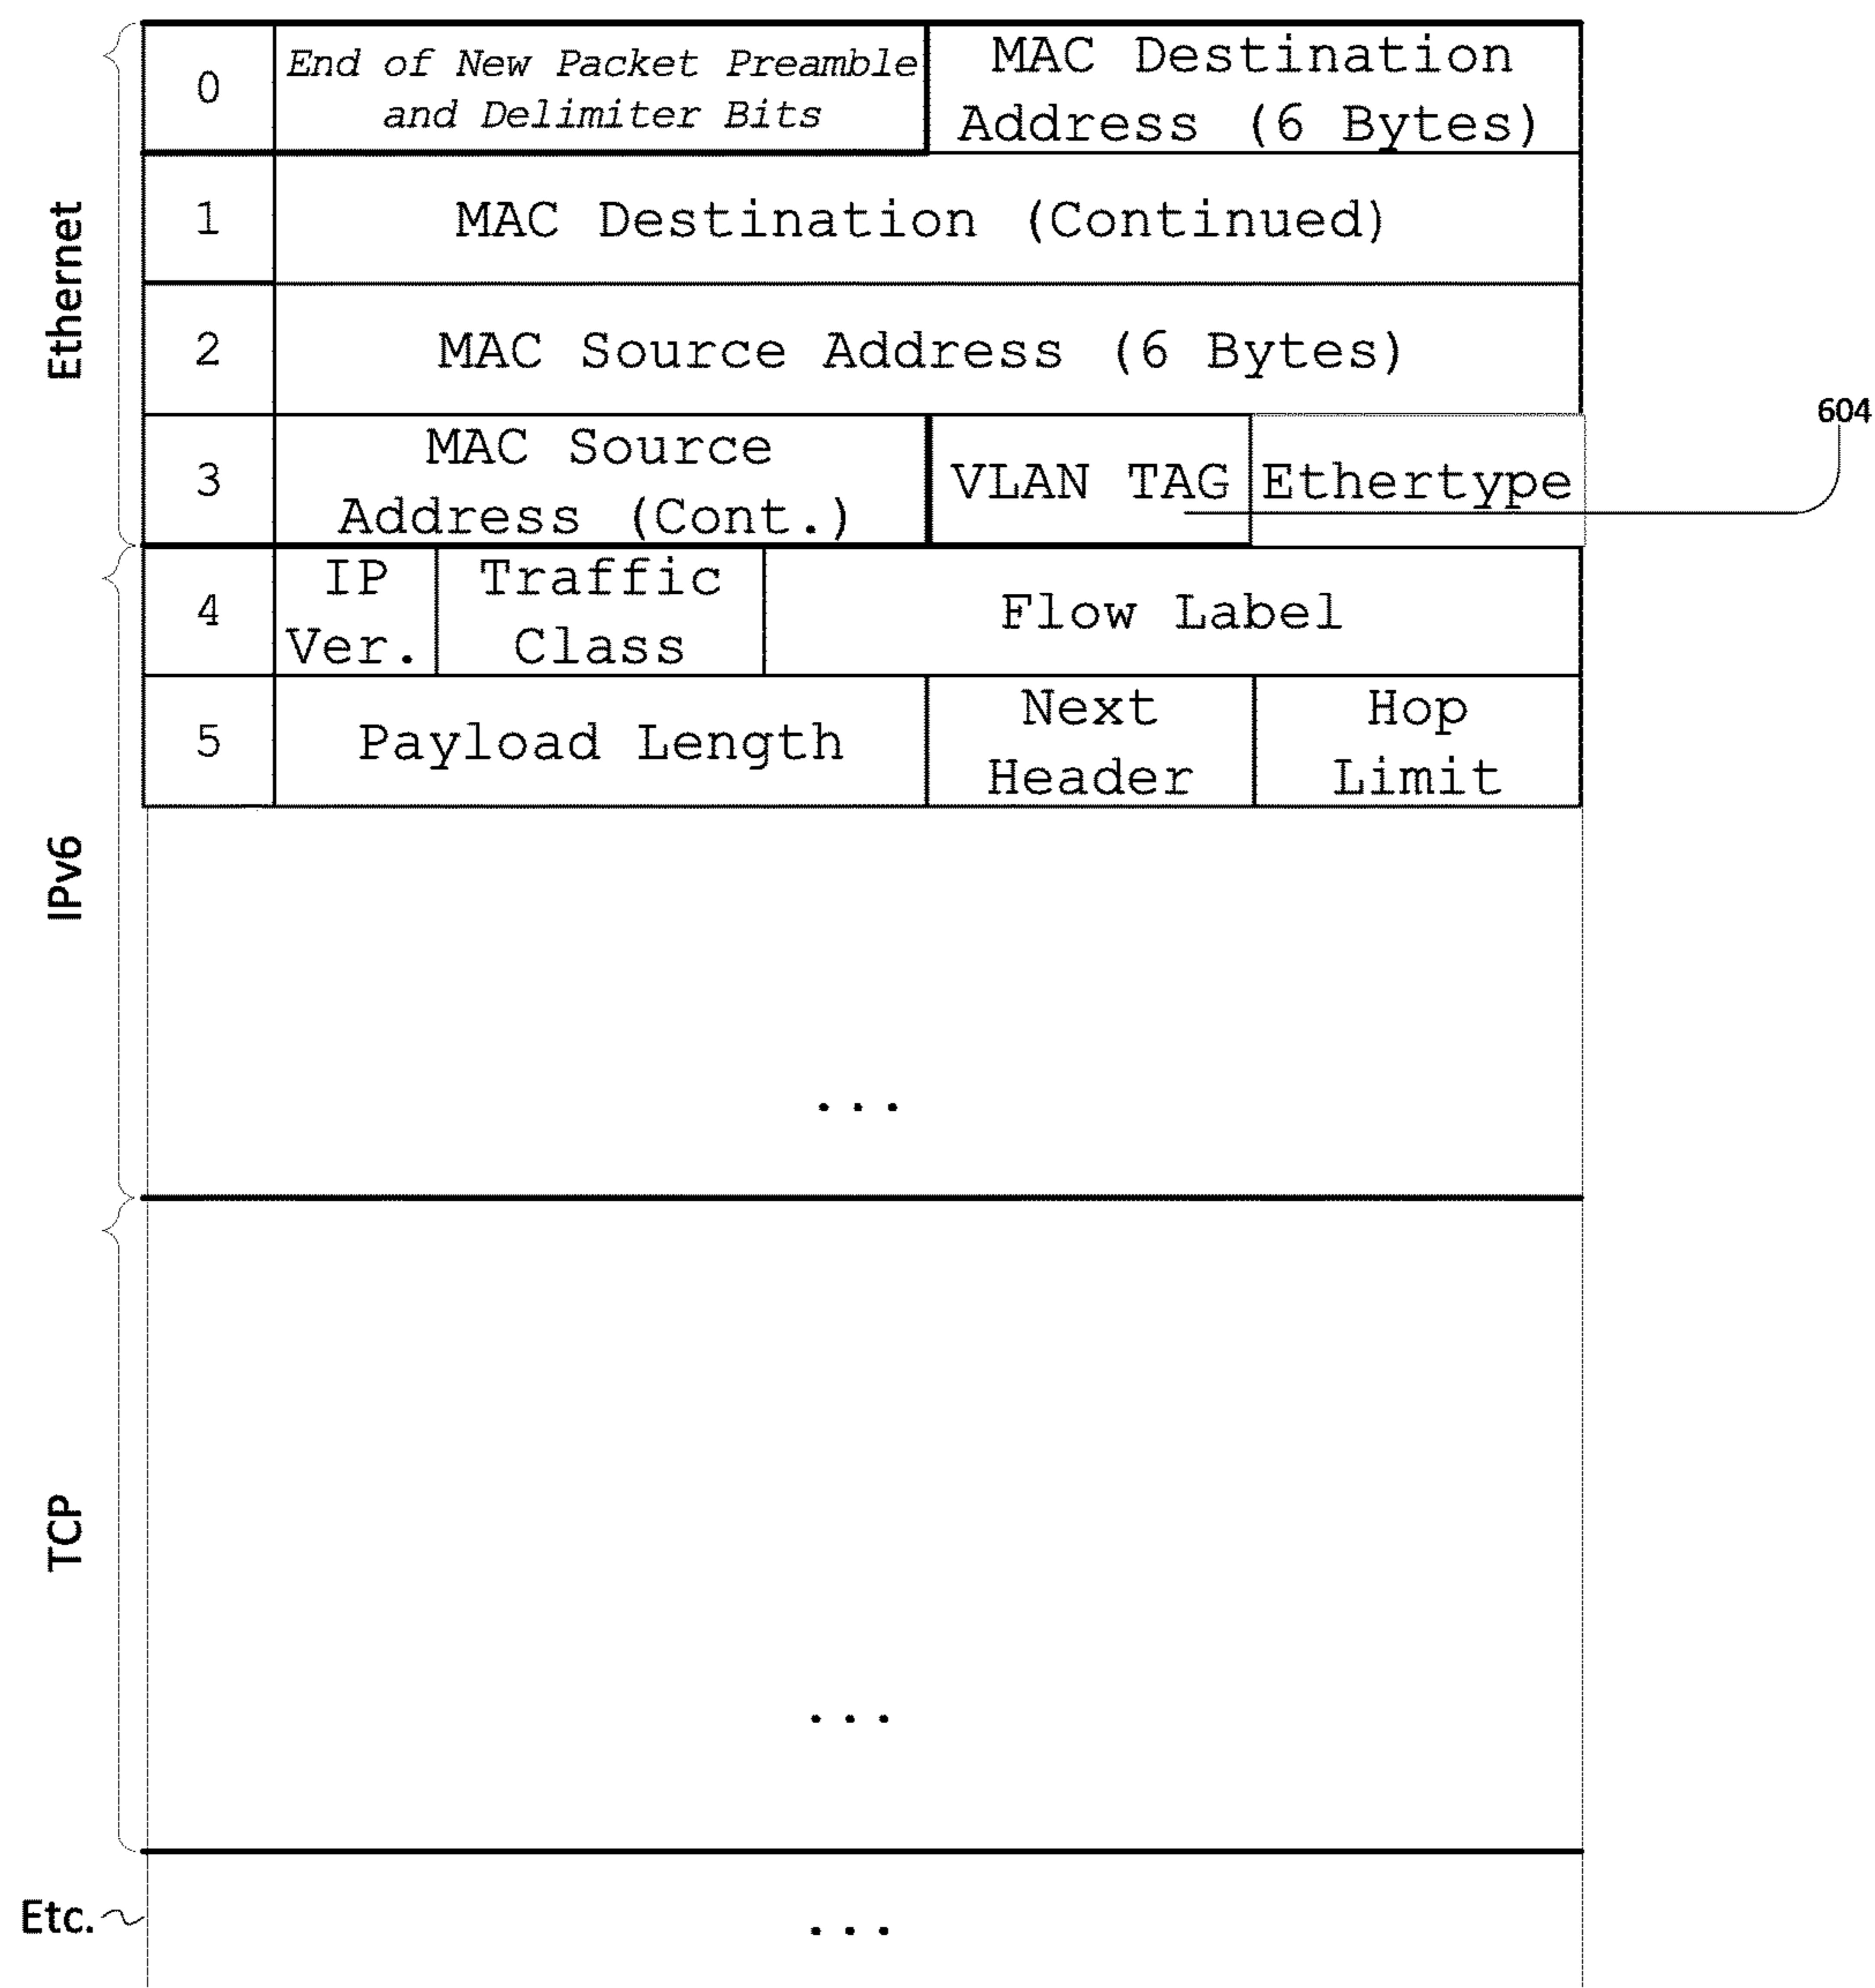 Ethernet
0
End of New Packet Preamble
and Delimiter Bits
MAC Destination
Address (6 Bytes)
1
MAC Destination (Continued)
2
MAC Source Address (6 Bytes)
3
MAC Source
Address (Cont.)
VLAN TAG
Ethertype
604
IPv6
4
IP
Ver.
Traffic
Class
Flow Label
5
Payload Length
Next
Header
Hop
Limit
...
TCP
...
Etc.
...